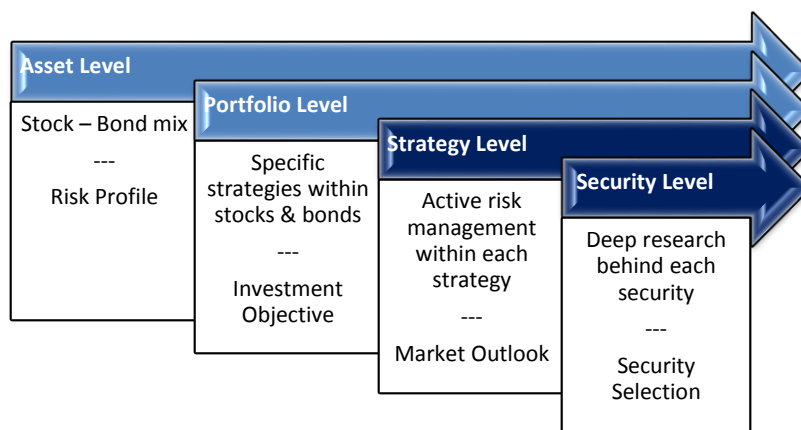 Asset Level
Stock – Bond mix
---
Risk Profile
Portfolio Level
Specific
strategies within
stocks & bonds
---
Investment
Objective
Strategy Level
Active risk
management
within each
strategy
---
Market Outlook
Security Level
Deep research
behind each
security
---
Security
Selection